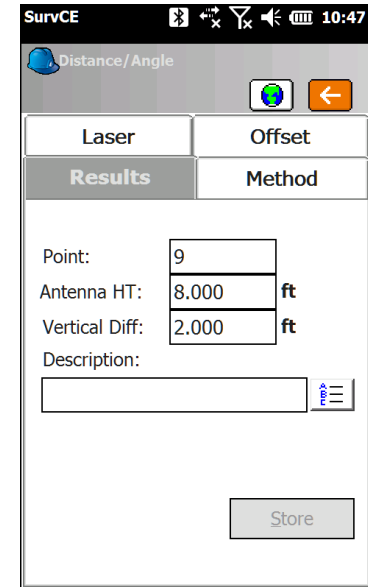 SurvCE 10:47
Distance/Angle
Laser Offset
Results Method
Point: 9
Antenna HT: 8.000 ft
Vertical Diff: 2.000 ft
Description:
A B C
Store